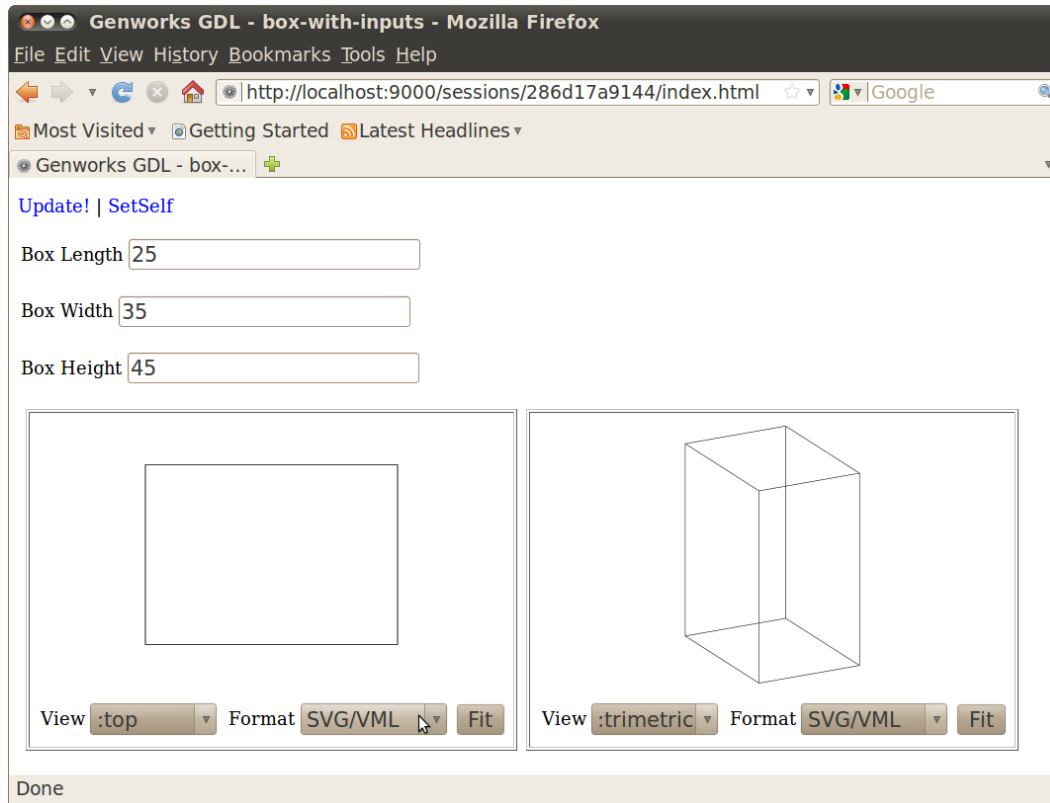 Genworks GDL - box-with-inputs - Mozilla Firefox
File Edit View History Bookmarks Tools Help
http://localhost:9000/sessions/286d17a9144/index.html Google
Most Visited Getting Started Latest Headlines
Genworks GDL - box-...
Update! | SetSelf
Box Length 25
Box Width 35
Box Height 45
View :top Format SVG/VML Fit View :trimetric Format SVG/VML Fit
Done